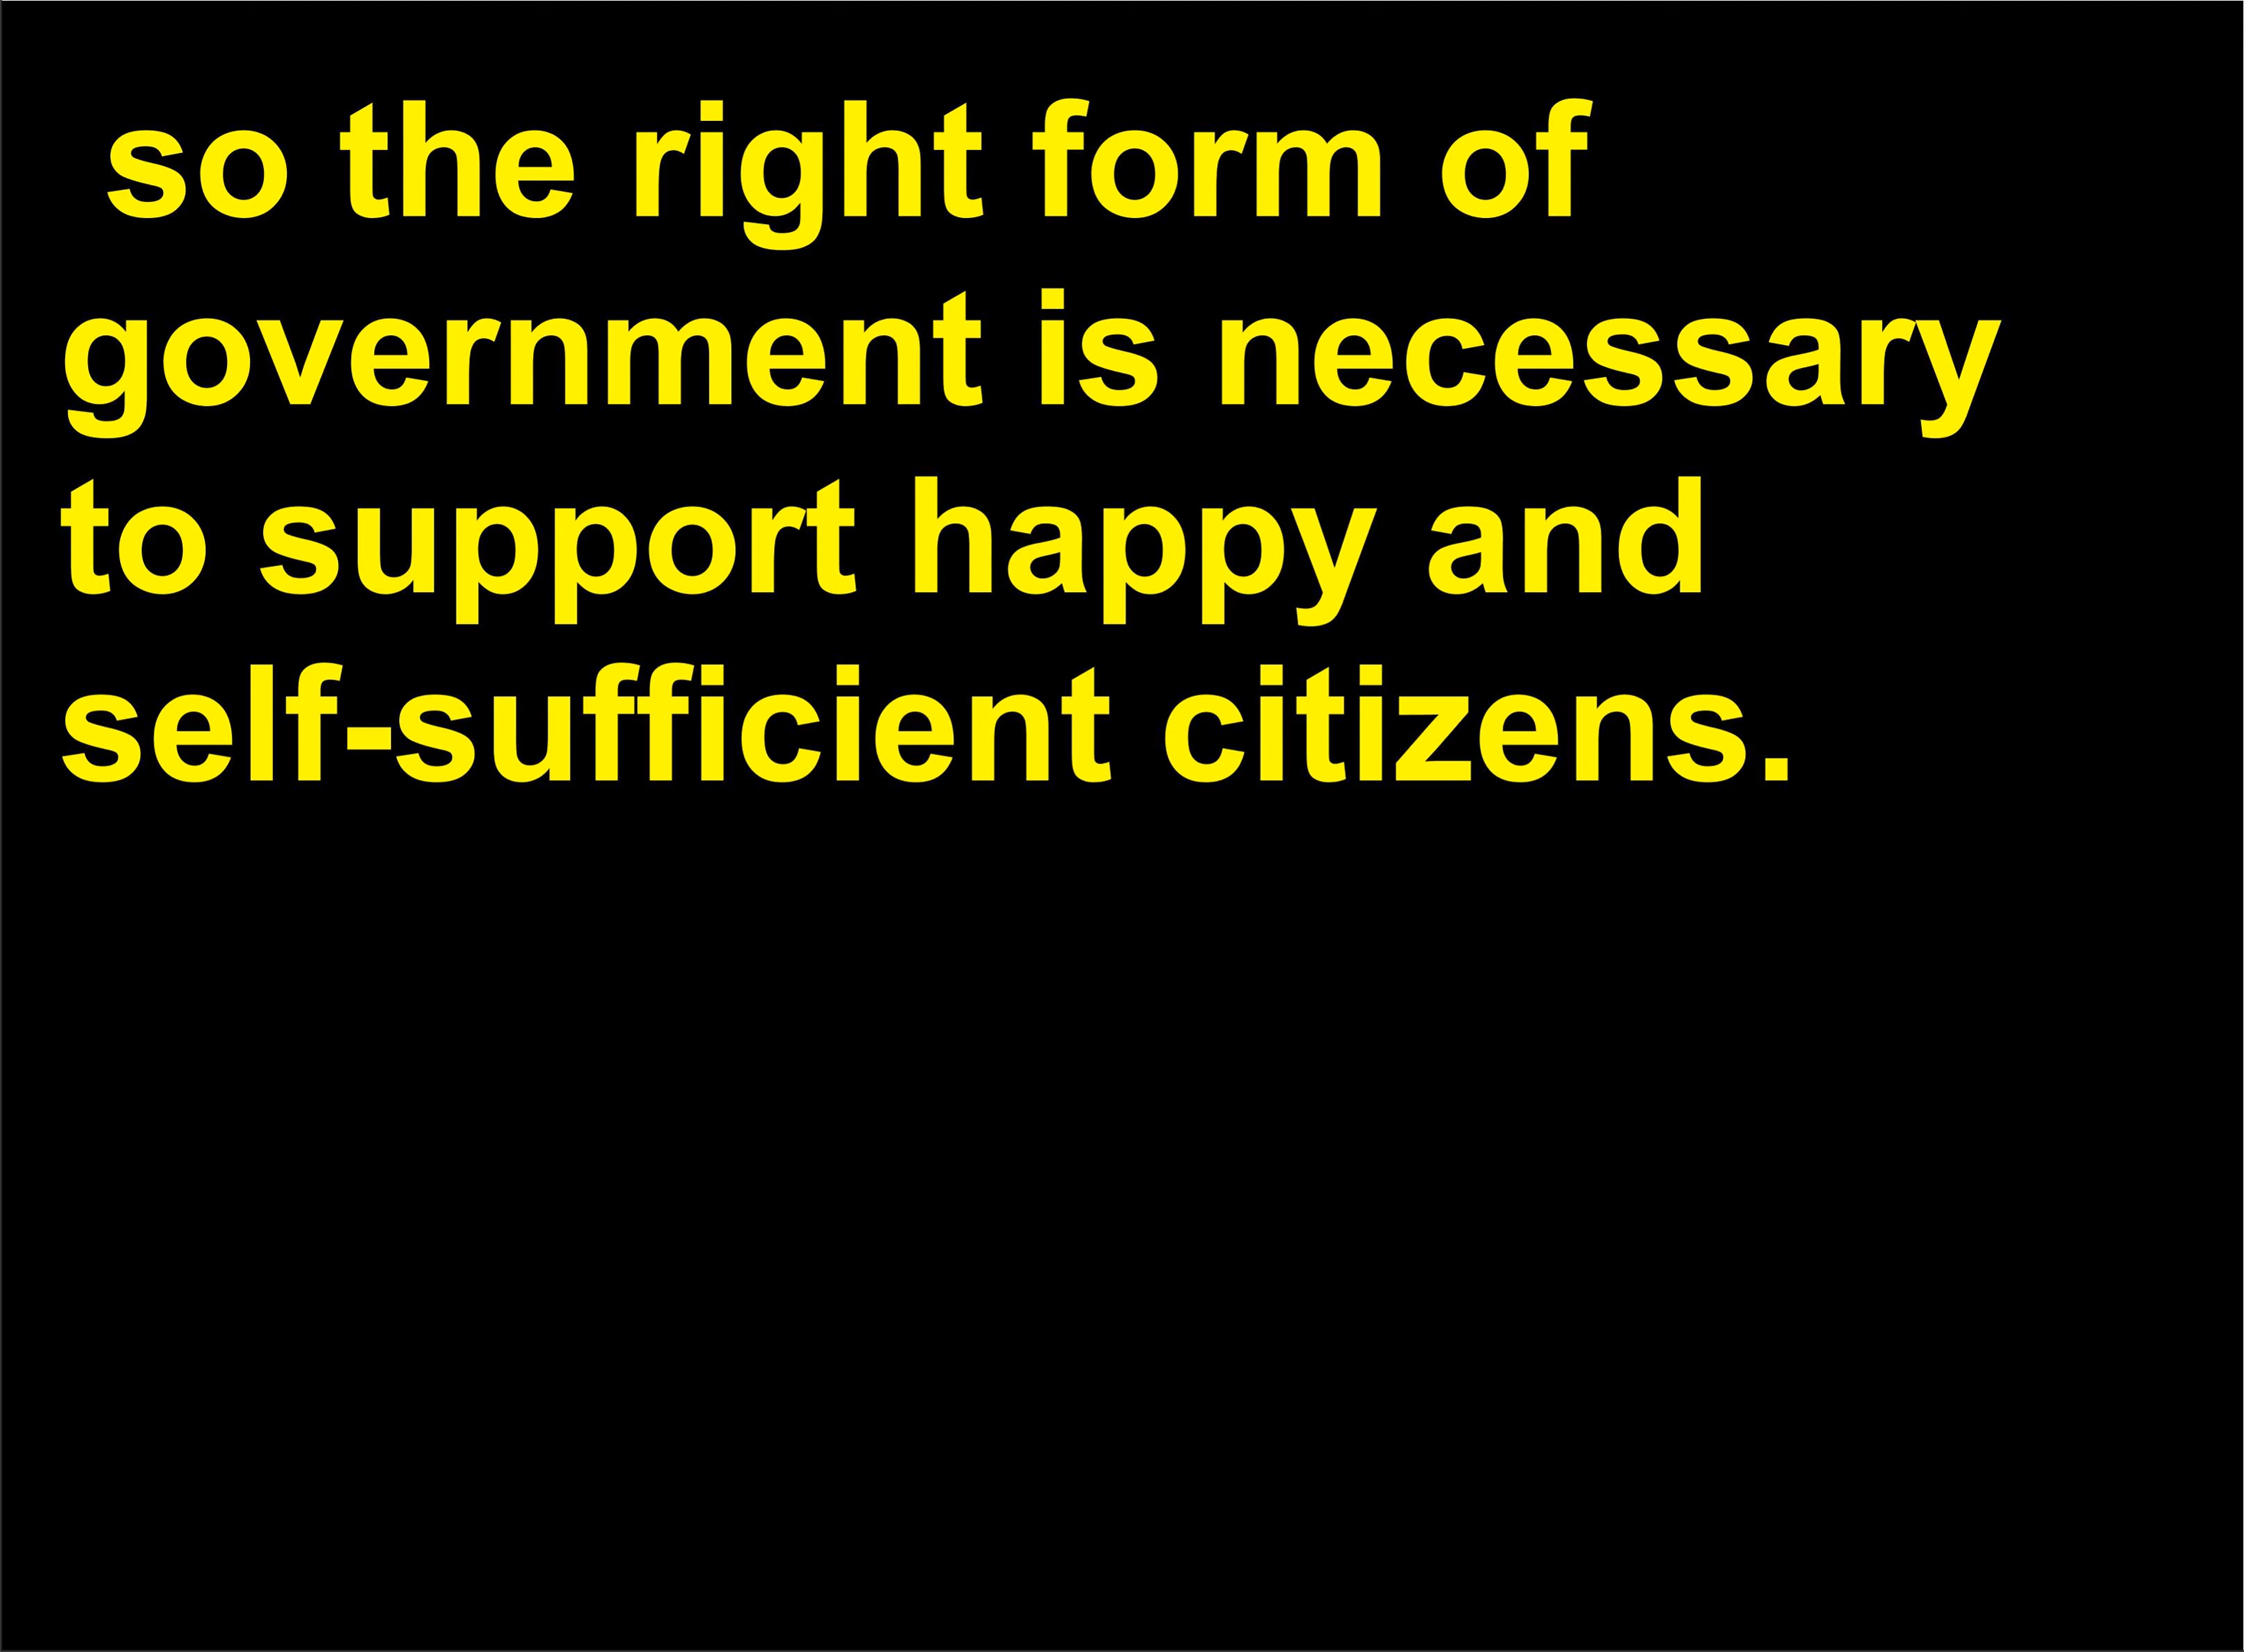 so the right form of
government is necessary
to support happy and
self-sufficient citizens.